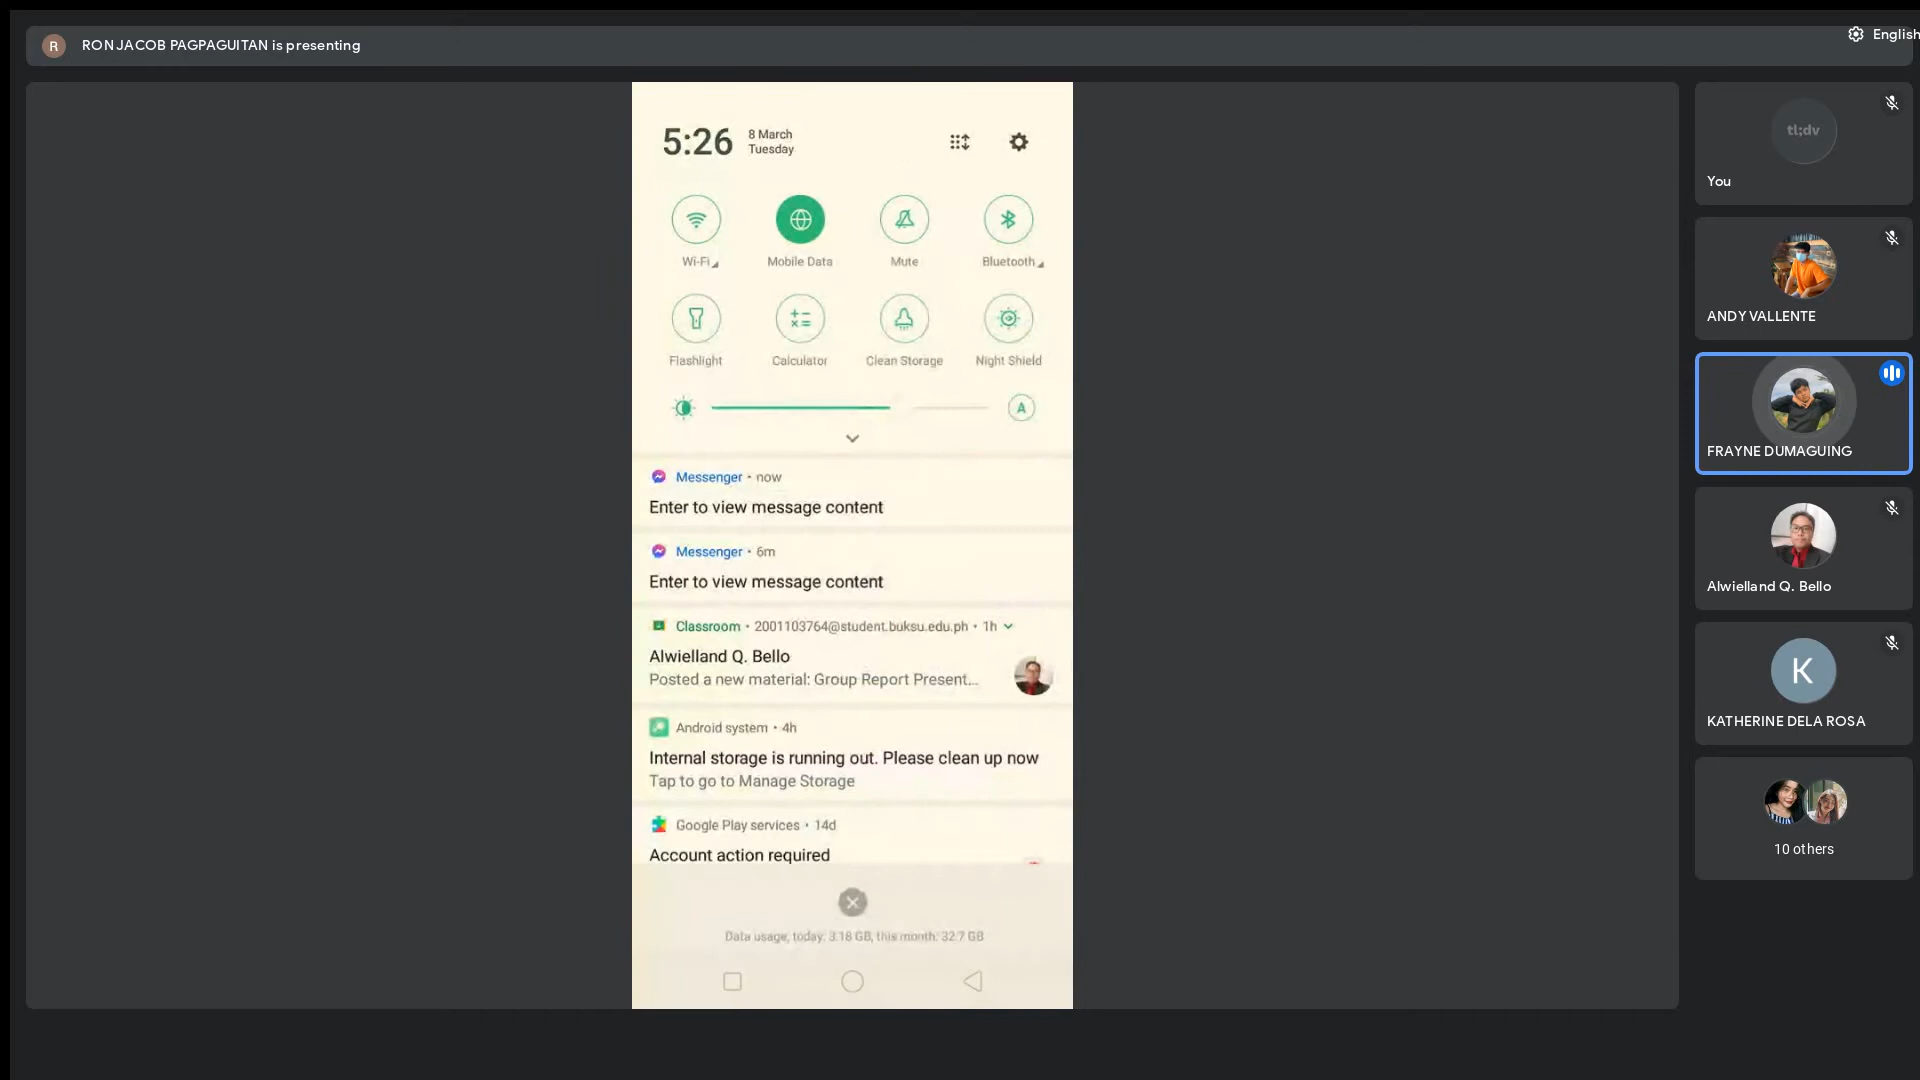 R RON JACOB PAGPAGUITAN is presenting
English
5:26
8 March
Tuesday
Wi-Fi Mobile Data Mute Bluetooth
Flashlight Calculator Clean Storage Night Shield
A
Messenger • now
Enter to view message content
Messenger • 6m
Enter to view message content
Classroom • 2001103764@student.buksu.edu.ph • 1h
Alwielland Q. Bello
Posted a new material: Group Report Present...
Android system • 4h
Internal storage is running out. Please clean up now
Tap to go to Manage Storage
Google Play services • 14d
Account action required
Data usage, today: 3.18 GB, this month: 32.7 GB
tl;dv
You
ANDY VALLENTE
FRAYNE DUMAGUING
Alwielland Q. Bello
K
KATHERINE DELA ROSA
10 others